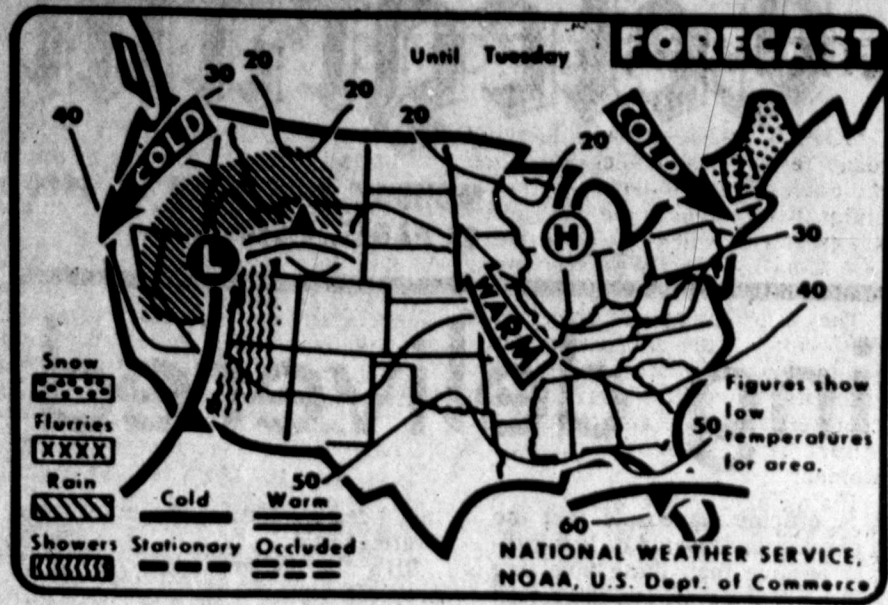 FORECAST
Until Tuesday
20
30
20
20
40
20
COLD
COLD
L
H
30
WARM
40
Snow
Flurries
XXXX
Rain
Showers
Cold
Warm
Stationary
Occluded
50
Figures show
low
50
temperatures
for area.
60
NATIONAL WEATHER SERVICE,
NOAA, U.S. Dept. of Commerce